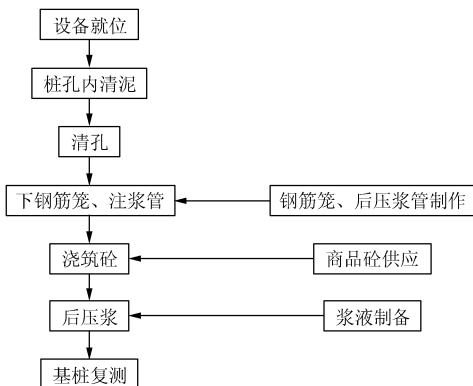 设备就位
桩孔内清泥
清孔
下钢筋笼、注浆管
钢筋笼、后压浆管制作
浇筑砼
商品砼供应
后压浆
浆液制备
基桩复测